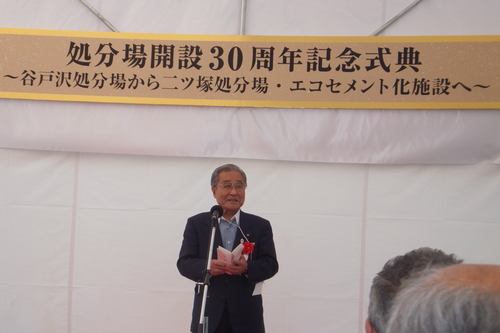 処分場開設30周年記念式典
～谷戸沢処分場から二ツ塚処分場・エコセメント化施設へ～